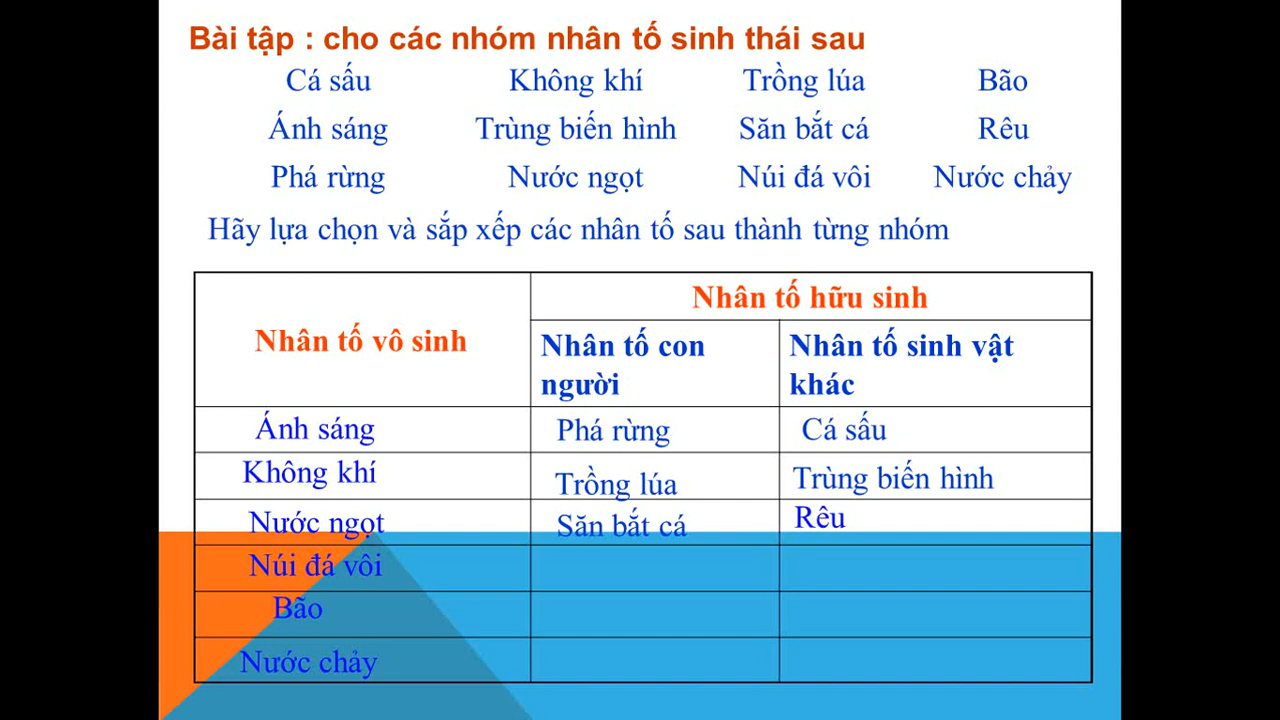 Bài tập : cho các nhóm nhân tố sinh thái sau
Cá sấu Không khí Trồng lúa Bão
Ánh sáng Trùng biến hình Săn bắt cá Rêu
Phá rừng Nước ngọt Núi đá vôi Nước chảy
Hãy lựa chọn và sắp xếp các nhân tố sau thành từng nhóm
Nhân tố vô sinh
Nhân tố hữu sinh
Nhân tố con
người
Nhân tố sinh vật
khác
Ánh sáng Phá rừng Cá sấu
Không khí Trồng lúa Trùng biến hình
Nước ngọt Săn bắt cá Rêu
Núi đá vôi
Bão
Nước chảy